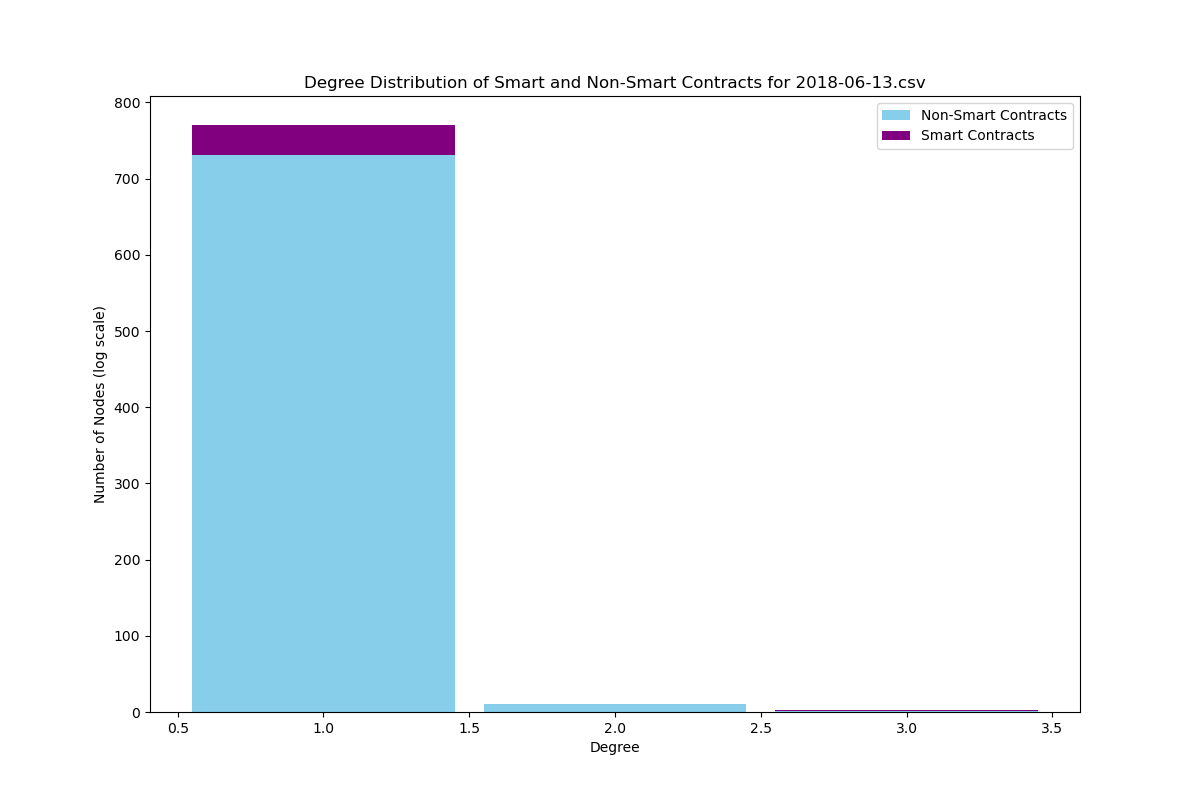 Degree Distribution of Smart and Non-Smart Contracts for 2018-06-13.csv
Non-Smart Contracts
Smart Contracts
Number of Nodes (log scale)
800
700
600
500
400
300
200
100
0
0.5 1.0 1.5 2.0 2.5 3.0 3.5
Degree